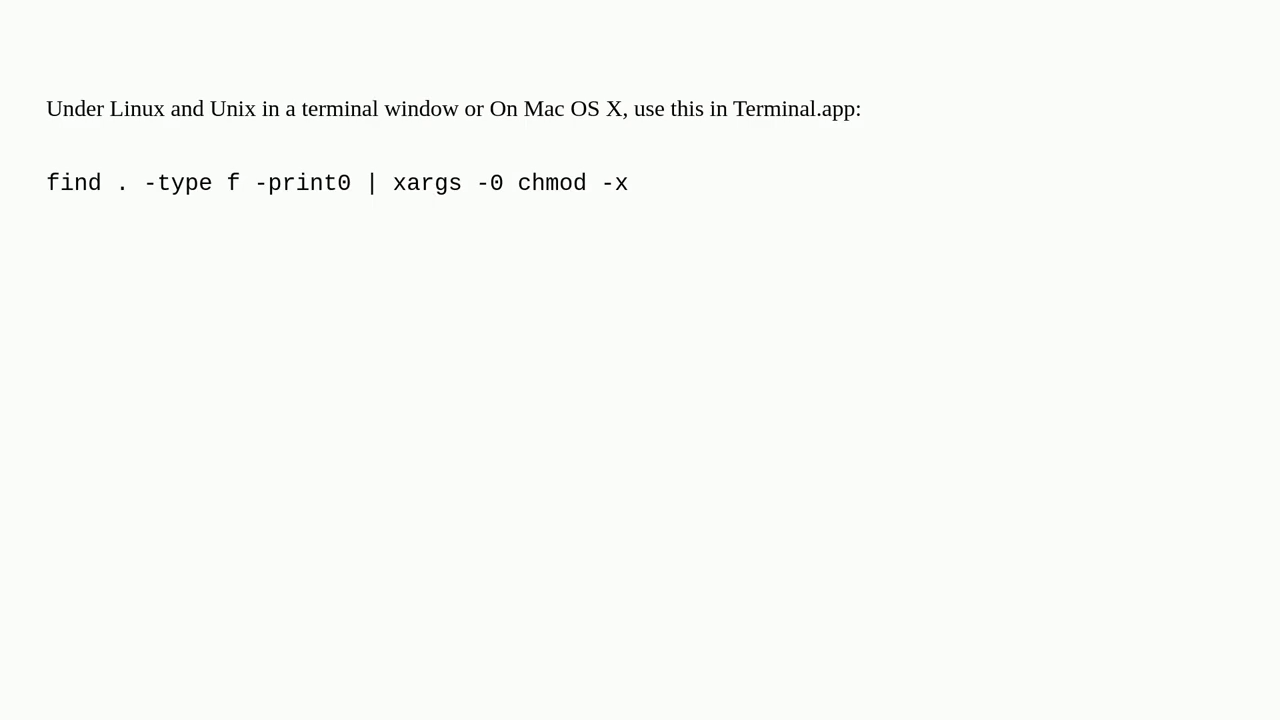 Under Linux and Unix in a terminal window or On Mac OS X, use this in Terminal.app:
find . -type f -print0 | xargs -0 chmod -x